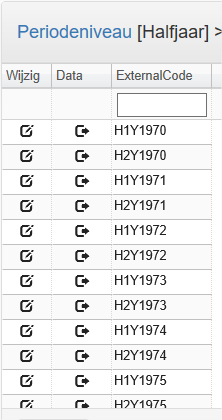 Periodeniveau [Halfjaar] >
Wijzig Data ExternalCode
H1Y1970
H2Y1970
H1Y1971
H2Y1971
H1Y1972
H2Y1972
H1Y1973
H2Y1973
H1Y1974
H2Y1974
H1Y1975
H2Y1975